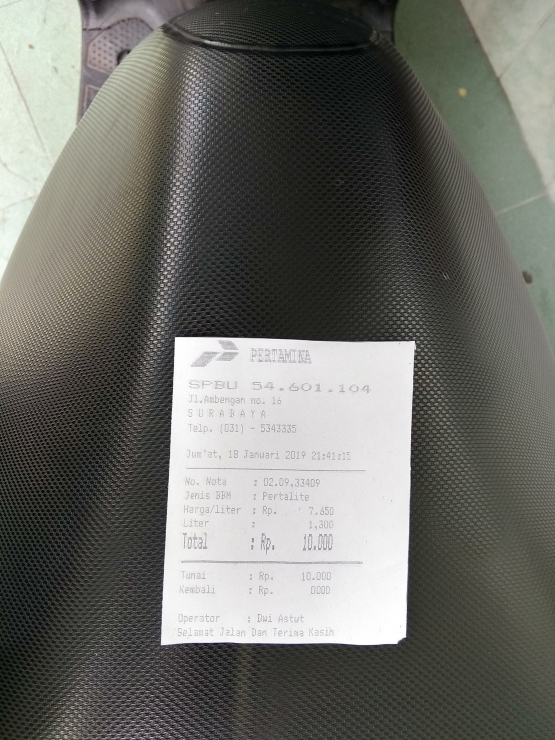 PERTAMINA
SPBU 54.601.104
Jl.Ambengan no. 16
S U R A B A Y A
Telp. (031) - 5343335
Jum'at, 18 Januari 2019 21:41:15
No. Nota : 02.09.33409
Jenis BBM : Pertalite
Harga/liter : Rp. 7.650
Liter : 1,300
Total : Rp. 10.000
Tunai : Rp. 10.000
Kembali : Rp. 0000
Operator : Dwi Astut
Selamat Jalan Dan Terima Kasih